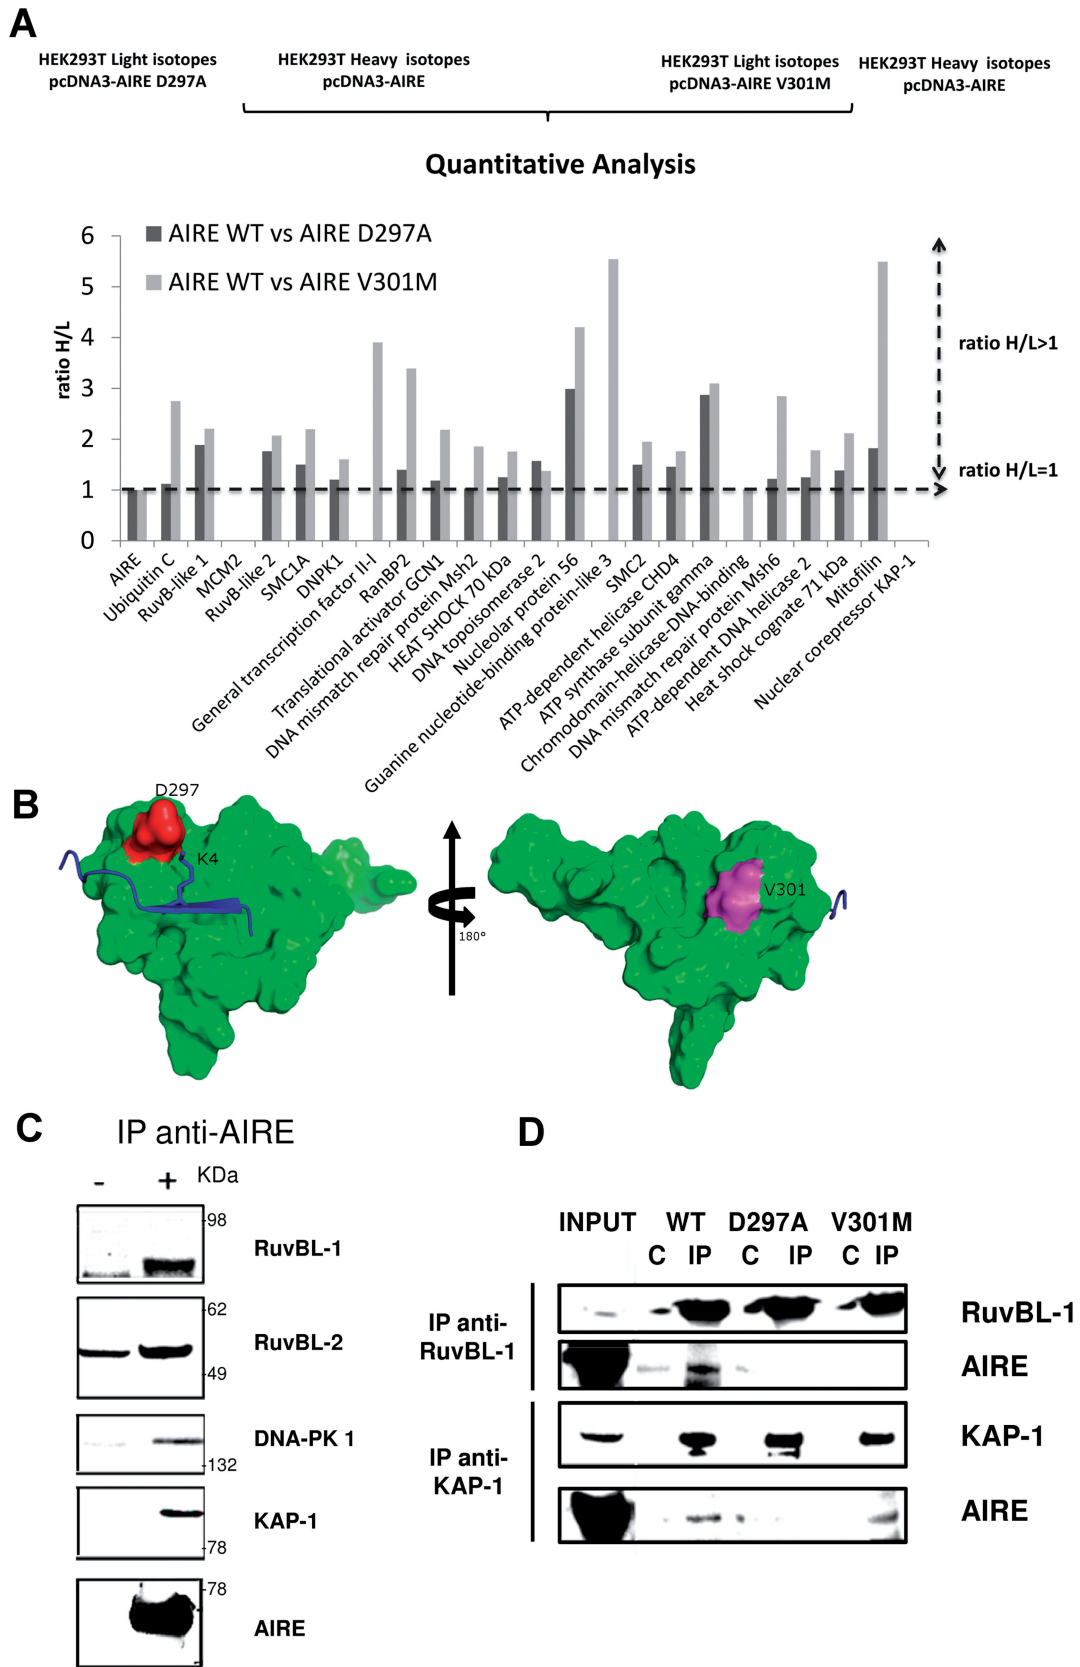 A
HEK293T Light isotopes
pcDNA3-AIRE D297A
HEK293T Heavy isotopes
pcDNA3-AIRE
HEK293T Light isotopes
pcDNA3-AIRE V301M
HEK293T Heavy isotopes
pcDNA3-AIRE
Quantitative Analysis
AIRE WT vs AIRE D297A
AIRE WT vs AIRE V301M
ratio H/L
6
5
4
3
2
1
0
ratio H/L>1
ratio H/L=1
AIRE
Ubiquitin C
RuvB-like 1
MCM2
RuvB-like 2
SMC1A
DNPK1
General transcription factor II-I
RanBP2
Translational activator GCN1
DNA mismatch repair protein Msh2
HEAT SHOCK 70 kDa
DNA topoisomerase 2
Nucleolar protein 56
Guanine nucleotide-binding protein-like 3
SMC2
ATP-dependent helicase CHD4
ATP synthase subunit gamma
Chromodomain-helicase-DNA-binding
DNA mismatch repair protein Msh6
ATP-dependent DNA helicase 2
Heat shock cognate 71 kDa
Mitofilin
Nuclear corepressor KAP-1
B
D297
K4
180°
V301
C
IP anti-AIRE
- + KDa
-98
RuvBL-1
-62
RuvBL-2
-49
DNA-PK 1
-132
KAP-1
-78
-78
AIRE
D
INPUT WT D297A V301M
C IP C IP C IP
IP anti-
RuvBL-1
RuvBL-1
AIRE
IP anti-
KAP-1
KAP-1
AIRE